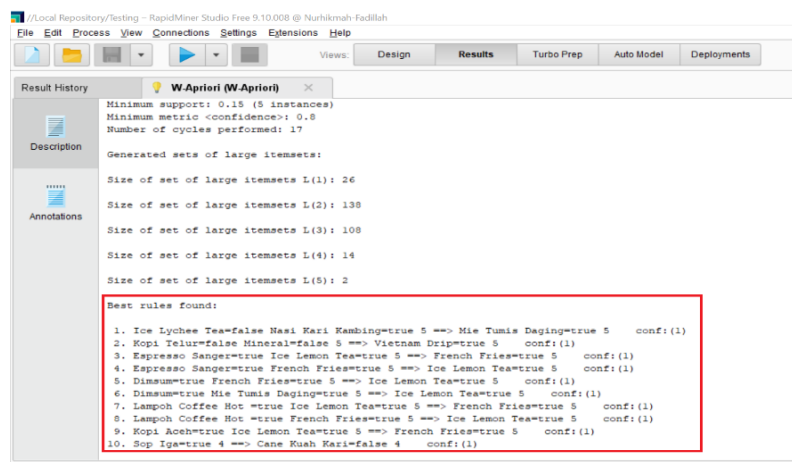 //Local Repository/Testing – RapidMiner Studio Free 9.10.008 @ Nurhikmah-Fadillah
File Edit Process View Connections Settings Extensions Help
Views: Design Results Turbo Prep Auto Model Deployments
Result History W-Apriori (W-Apriori)
Description
Annotations
Minimum support: 0.15 (5 instances)
Minimum metric <confidence>: 0.8
Number of cycles performed: 17
Generated sets of large itemsets:
Size of set of large itemsets L(1): 26
Size of set of large itemsets L(2): 138
Size of set of large itemsets L(3): 108
Size of set of large itemsets L(4): 14
Size of set of large itemsets L(5): 2
Best rules found:
1. Ice Lychee Tea=false Nasi Kari Kambing=true 5 ==> Mie Tumis Daging=true 5 conf:(1)
2. Kopi Telur=false Mineral=false 5 ==> Vietnam Drip=true 5 conf:(1)
3. Espresso Sanger=true Ice Lemon Tea=true 5 ==> French Fries=true 5 conf:(1)
4. Espresso Sanger=true French Fries=true 5 ==> Ice Lemon Tea=true 5 conf:(1)
5. Dimsum=true French Fries=true 5 ==> Ice Lemon Tea=true 5 conf:(1)
6. Dimsum=true Mie Tumis Daging=true 5 ==> Ice Lemon Tea=true 5 conf:(1)
7. Lampoh Coffee Hot =true Ice Lemon Tea=true 5 ==> French Fries=true 5 conf:(1)
8. Lampoh Coffee Hot =true French Fries=true 5 ==> Ice Lemon Tea=true 5 conf:(1)
9. Kopi Aceh=true Ice Lemon Tea=true 5 ==> French Fries=true 5 conf:(1)
10. Sop Iga=true 4 ==> Cane Kuah Kari=false 4 conf:(1)